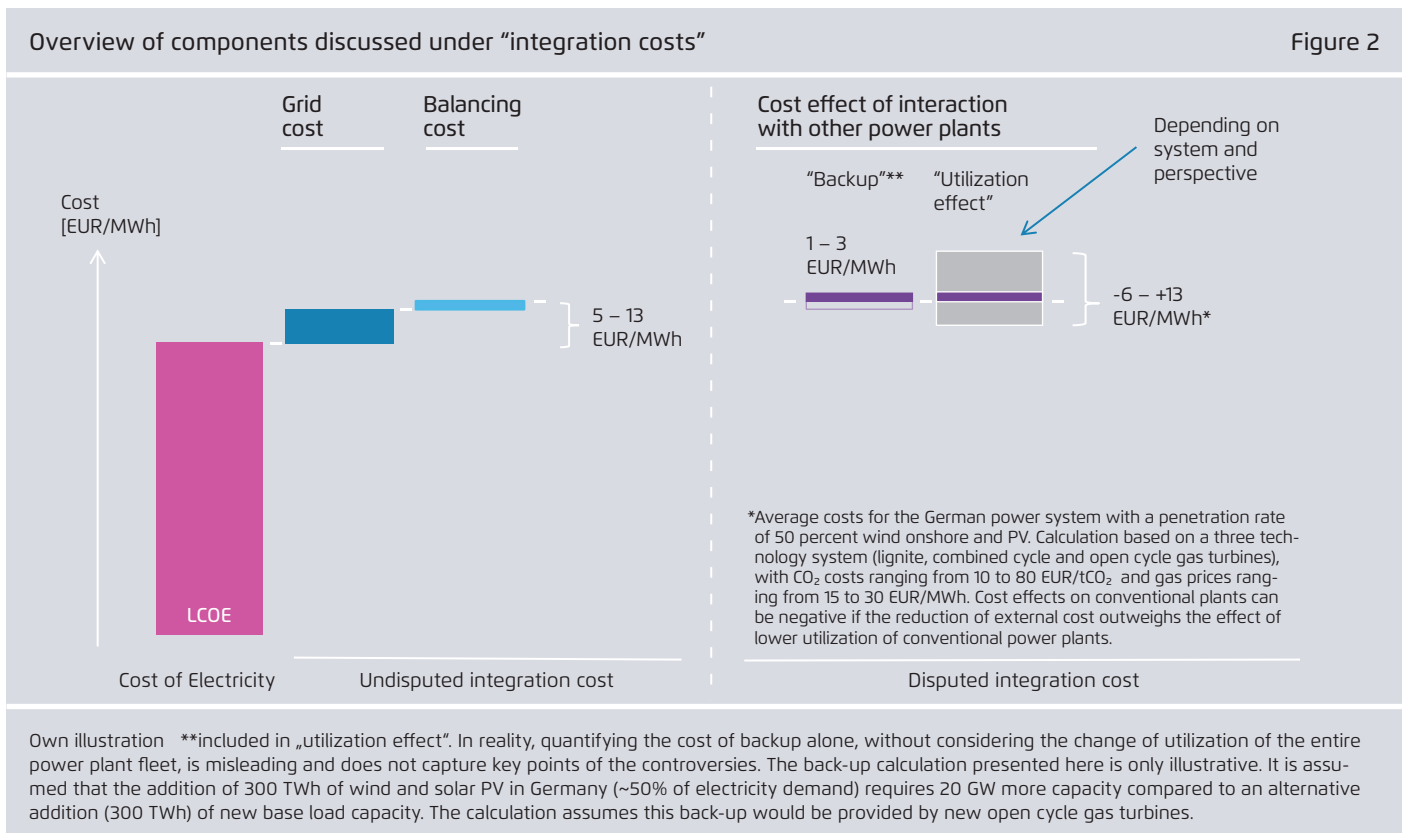 Overview of components discussed under “integration costs”
Figure 2
Grid
cost
Balancing
cost
Cost effect of interaction
with other power plants
Depending on
system and
perspective
“Backup”**
“Utilization
effect”
Cost
[EUR/MWh]
1 – 3
EUR/MWh
5 – 13
EUR/MWh
-6 – +13
EUR/MWh*
LCOE
*Average costs for the German power system with a penetration rate
of 50 percent wind onshore and PV. Calculation based on a three tech-
nology system (lignite, combined cycle and open cycle gas turbines),
with CO₂ costs ranging from 10 to 80 EUR/tCO₂ and gas prices rang-
ing from 15 to 30 EUR/MWh. Cost effects on conventional plants can
be negative if the reduction of external cost outweighs the effect of
lower utilization of conventional power plants.
Cost of Electricity
Undisputed integration cost
Disputed integration cost
Own illustration **included in „utilization effect“. In reality, quantifying the cost of backup alone, without considering the change of utilization of the entire
power plant fleet, is misleading and does not capture key points of the controversies. The back-up calculation presented here is only illustrative. It is assu-
med that the addition of 300 TWh of wind and solar PV in Germany (~50% of electricity demand) requires 20 GW more capacity compared to an alternative
addition (300 TWh) of new base load capacity. The calculation assumes this back-up would be provided by new open cycle gas turbines.